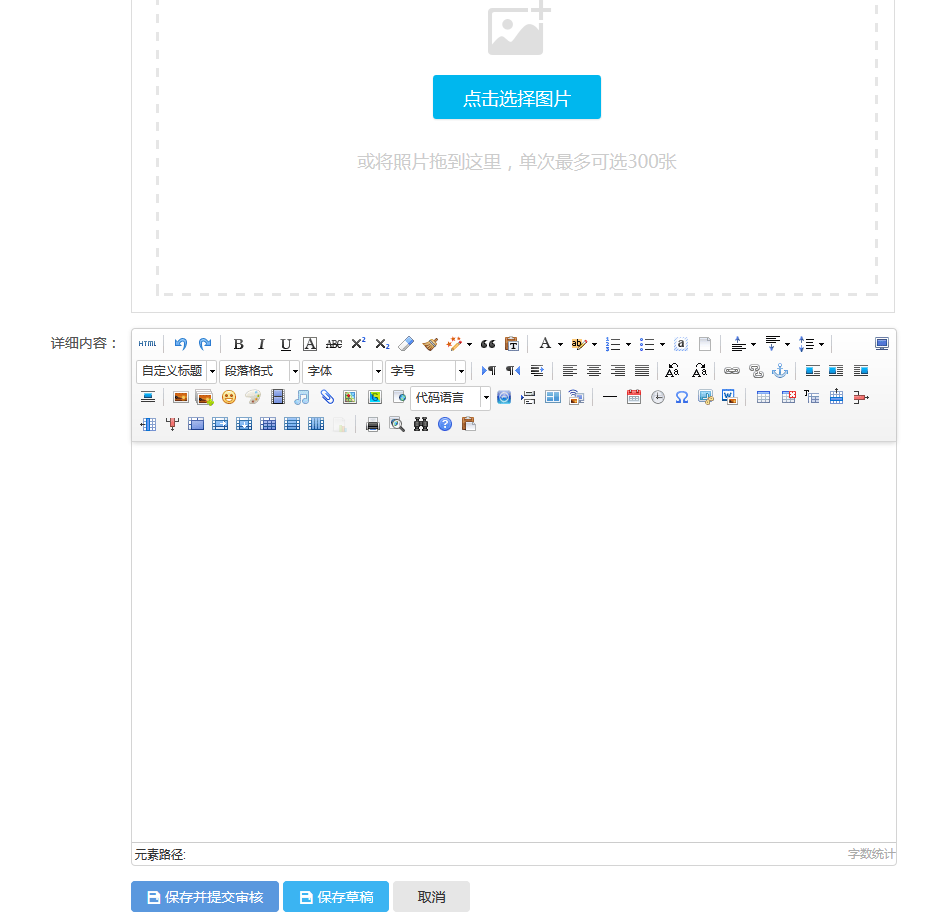 点击选择图片
或将照片拖到这里，单次最多可选300张
详细内容：
HTML B I U A ABC X² X₂ A ab a
自定义标题 段落格式 字体 字号
代码语言
元素路径: 字数统计
保存并提交审核 保存草稿 取消